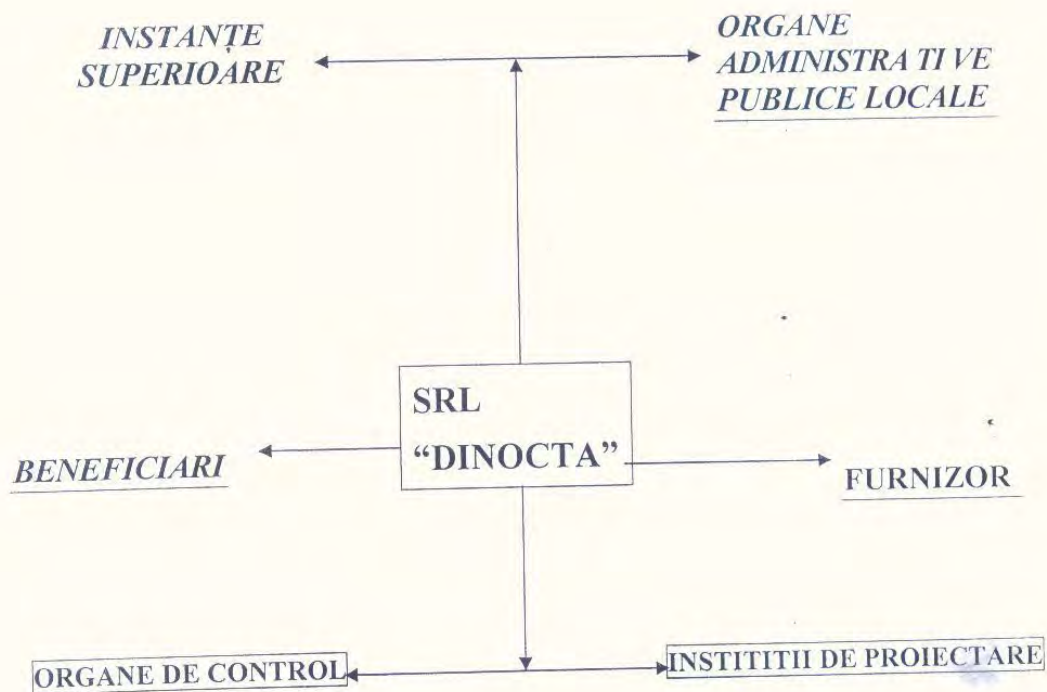 INSTANȚE
SUPERIOARE
ORGANE
ADMINISTRA TI VE
PUBLICE LOCALE
SRL
“DINOCTA”
BENEFICIARI
FURNIZOR
ORGANE DE CONTROL
INSTITITII DE PROIECTARE